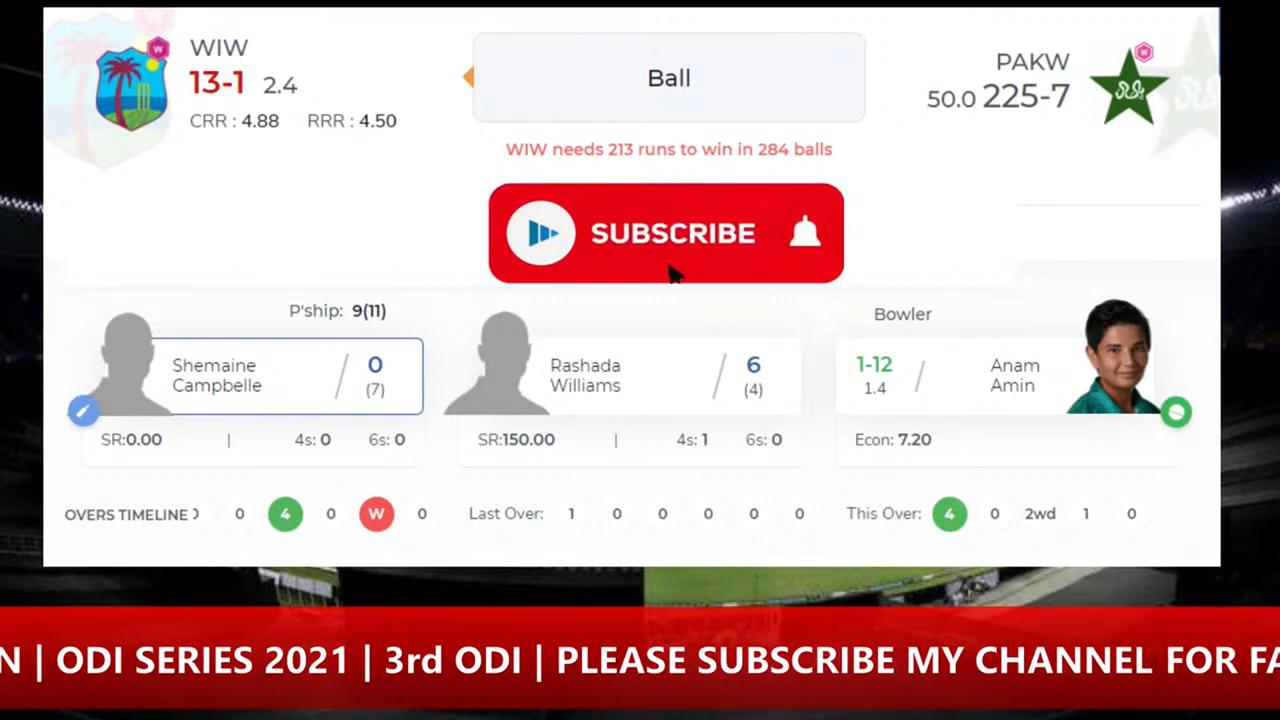 WIW
13-1 2.4
CRR : 4.88 RRR : 4.50
Ball
WIW needs 213 runs to win in 284 balls
PAKW
50.0 225-7
W
W
SUBSCRIBE
P'ship: 9(11)
Shemaine
Campbelle
0
(7)
SR:0.00 | 4s: 0 6s: 0
Rashada
Williams
6
(4)
SR:150.00 | 4s: 1 6s: 0
Bowler
1-12
1.4
Anam
Amin
Econ: 7.20
OVERS TIMELINE 0 4 0 W 0 Last Over: 1 0 0 0 0 0 This Over: 4 0 2wd 1 0
N | ODI SERIES 2021 | 3rd ODI | PLEASE SUBSCRIBE MY CHANNEL FOR FA